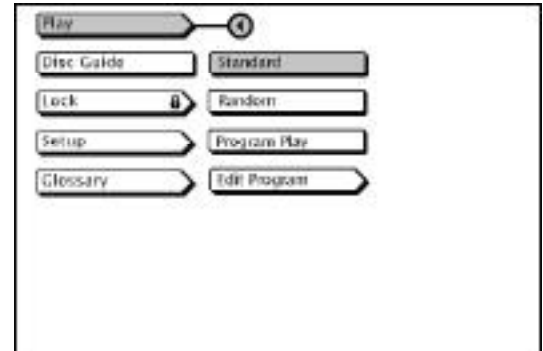 Play
Disc Guide
Standard
Lock
Random
Setup
Program Play
Glossary
Edit Program